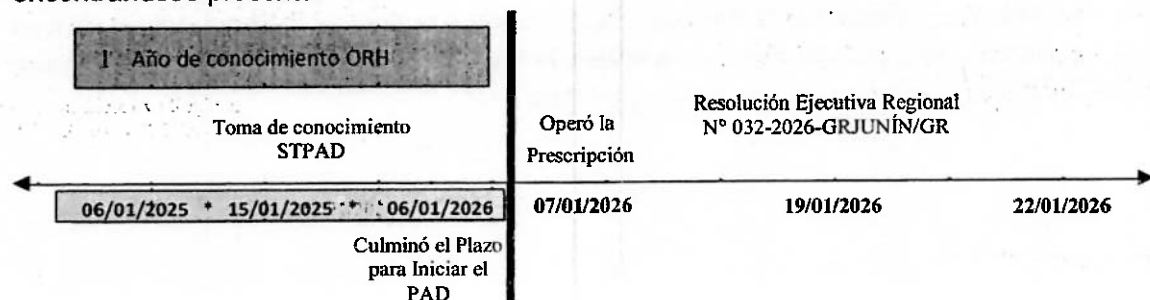 1 Año de conocimiento ORH
Toma de conocimiento
STPAD
Operó la
Prescripción
Resolución Ejecutiva Regional
N° 032-2026-GRJUNÍN/GR
06/01/2025 * 15/01/2025 * 06/01/2026
07/01/2026
19/01/2026
22/01/2026
Culminó el Plazo
para Iniciar el
PAD